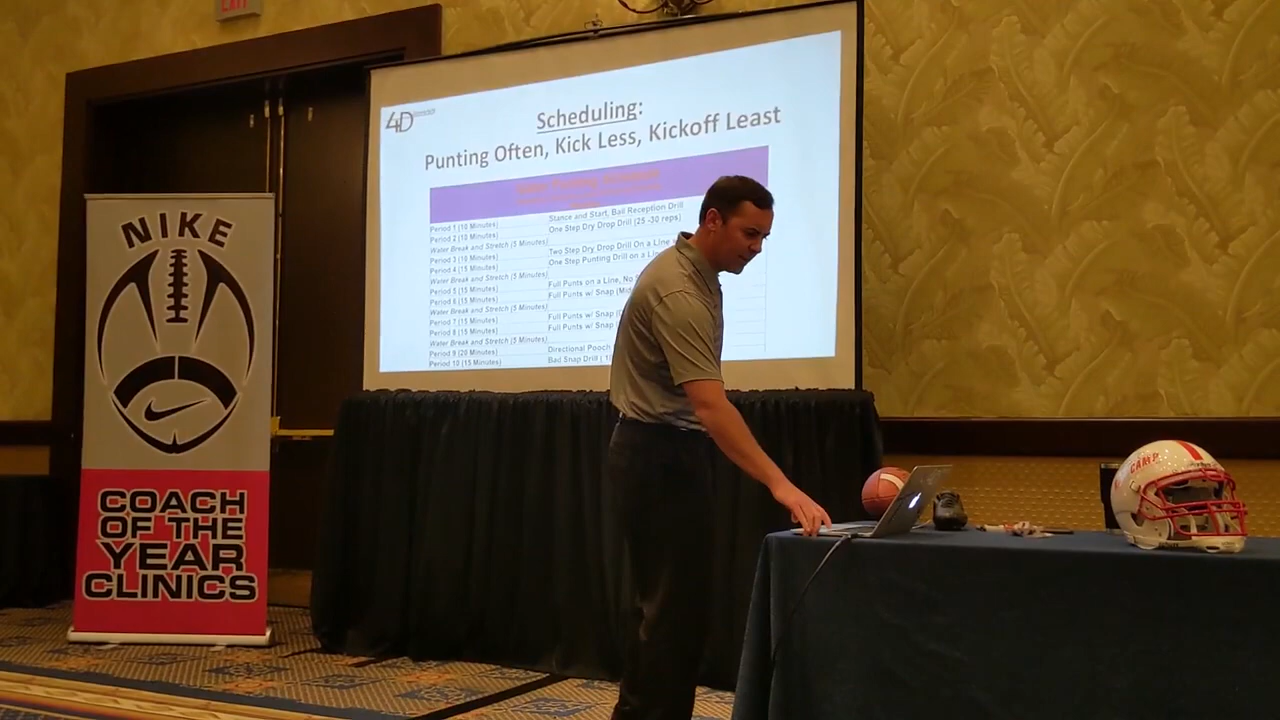 EXIT
NIKE
COACH
OF THE
YEAR
CLINICS
4D
Scheduling:
Punting Often, Kick Less, Kickoff Least
Period 1 (10 Minutes) Stance and Start, Ball Reception Drill
Period 2 (10 Minutes) One Step Dry Drop Drill (25 -30 reps)
Water Break and Stretch (5 Minutes)
Period 3 (10 Minutes) Two Step Dry Drop Drill On a Line
Period 4 (15 Minutes) One Step Punting Drill on a
Water Break and Stretch (5 Minutes)
Period 5 (15 Minutes) Full Punts on a Line, No
Period 6 (15 Minutes) Full Punts w/ Snap
Water Break and Stretch (5 Minutes)
Period 7 (15 Minutes) Full Punts w/ Snap
Period 8 (15 Minutes) Full Punts w/ Snap
Water Break and Stretch (5 Minutes)
Period 9 (20 Minutes) Directional Pooch
Period 10 (15 Minutes) Bad Snap Drill
CAMP